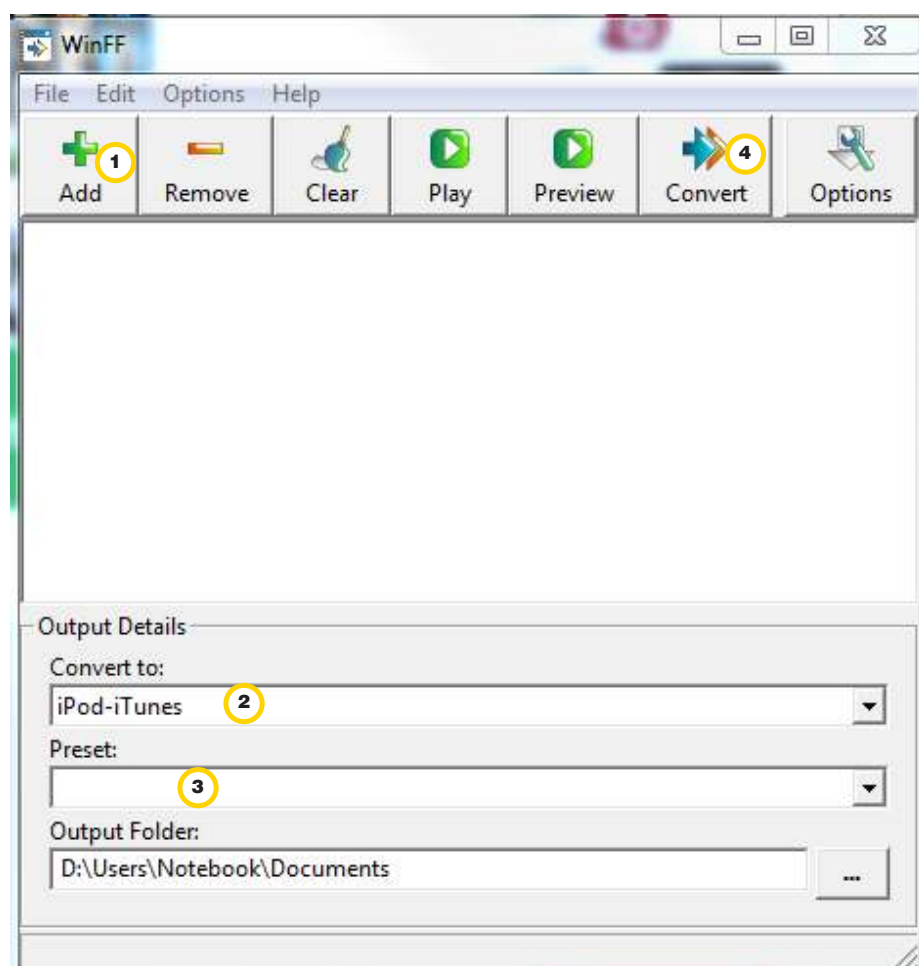 WinFF
File Edit Options Help
1 4
Add Remove Clear Play Preview Convert Options
Output Details
Convert to:
iPod-iTunes 2
Preset:
3
Output Folder:
D:\Users\Notebook\Documents ...